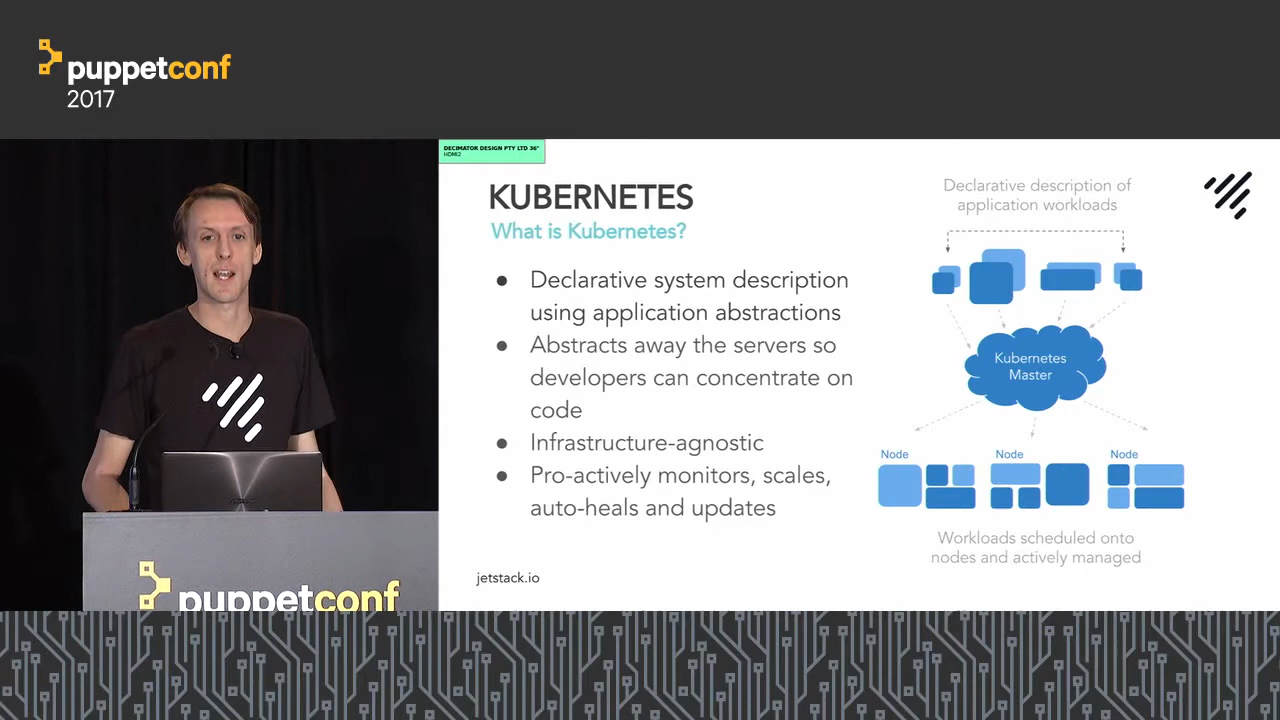 puppetconf
2017
DECIMATOR DESIGN PTY LTD 36"
HDMI2
KUBERNETES
What is Kubernetes?
● Declarative system description
using application abstractions
● Abstracts away the servers so
developers can concentrate on
code
● Infrastructure-agnostic
● Pro-actively monitors, scales,
auto-heals and updates
jetstack.io
Declarative description of
application workloads
Kubernetes
Master
Node
Node
Node
Workloads scheduled onto
nodes and actively managed
puppetconf